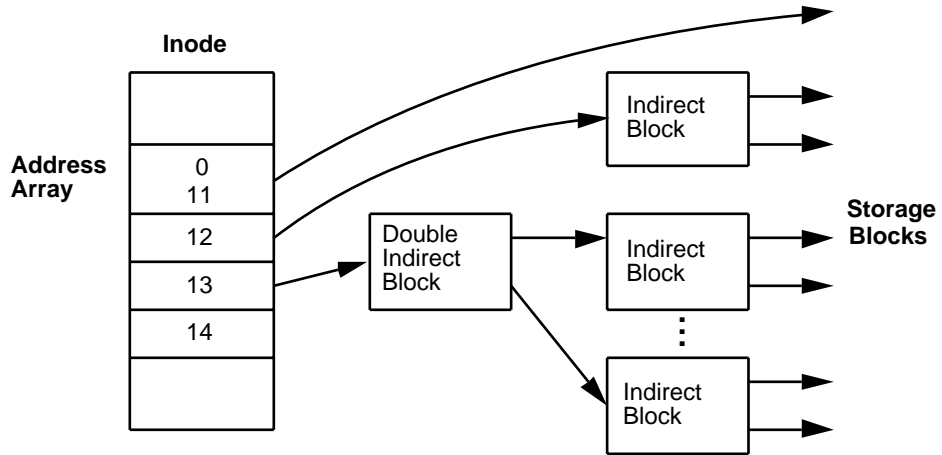 Inode
Address
Array
0
11
12
13
14
Double
Indirect
Block
Indirect
Block
Indirect
Block
Indirect
Block
Storage
Blocks